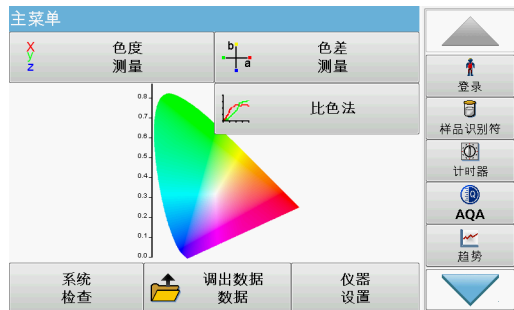 主菜单
X
y
z
色度
测量
b
a
色差
测量
比色法
0.8
0.7
0.6
0.5
0.4
0.3
0.2
0.1
0.0
系统
检查
调出数据
数据
仪器
设置
登录
样品识别符
计时器
AQA
趋势